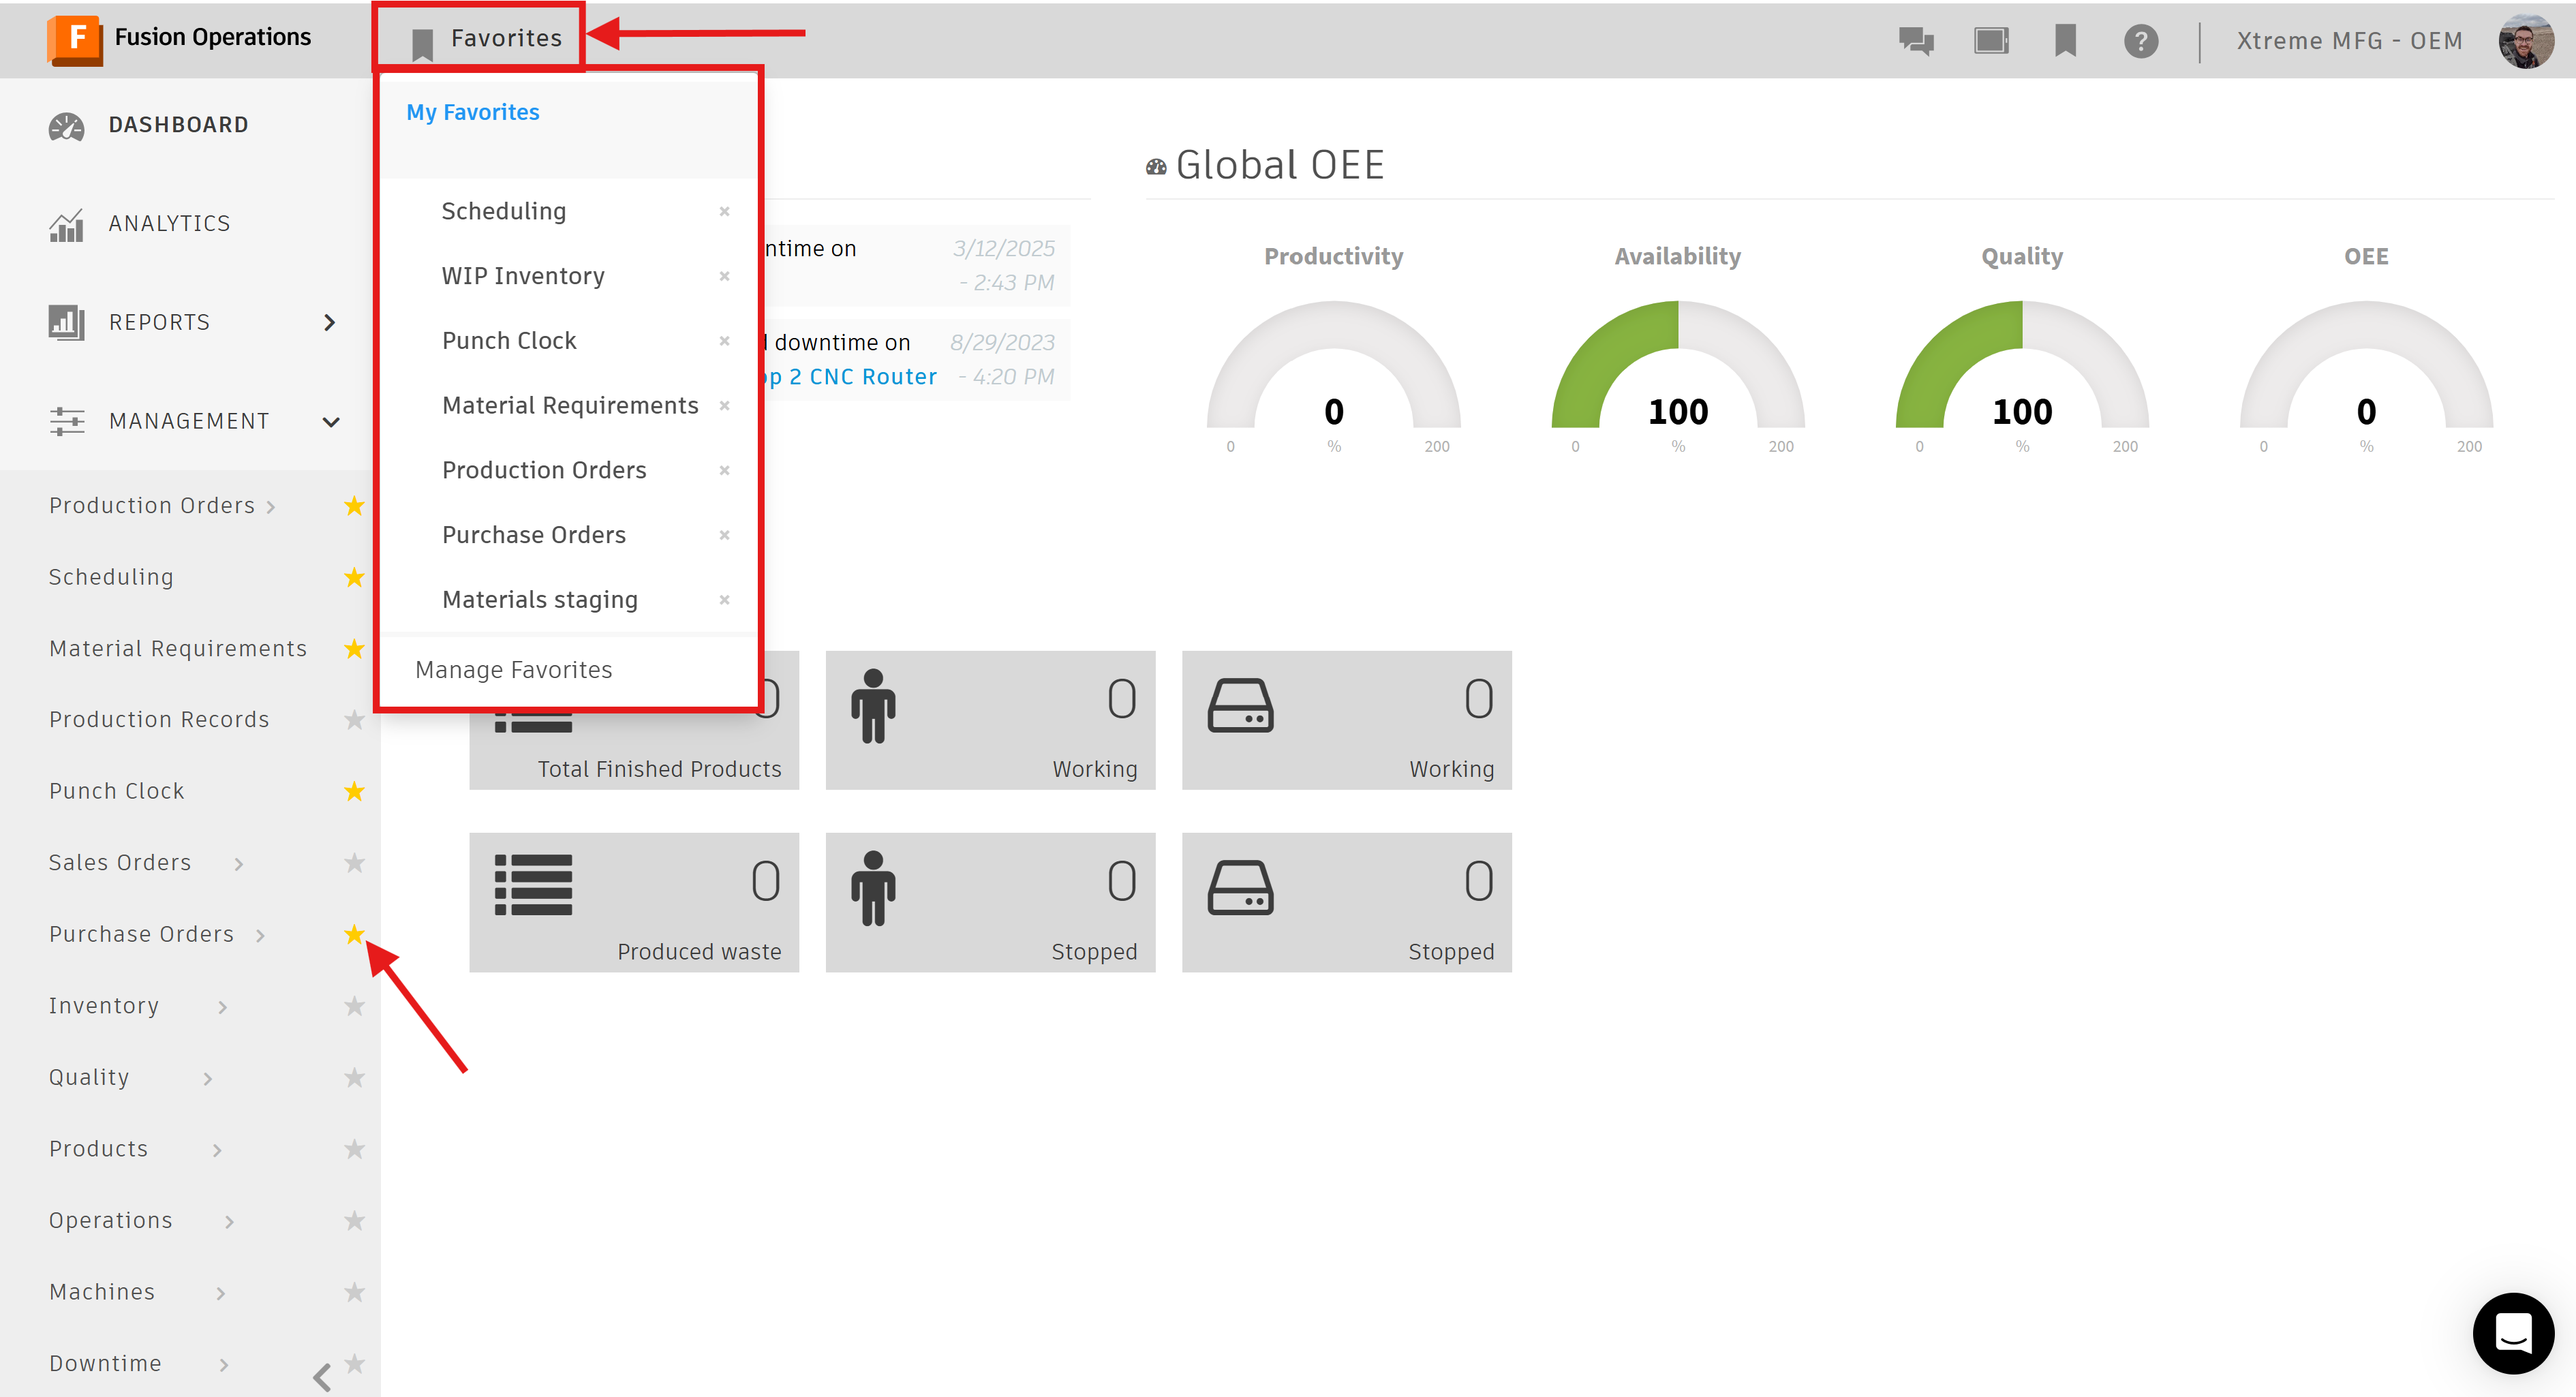 F Fusion Operations
Favorites
?
Xtreme MFG - OEM
DASHBOARD
ANALYTICS
REPORTS
MANAGEMENT
Production Orders
Scheduling
Material Requirements
Production Records
Punch Clock
Sales Orders
Purchase Orders
Inventory
Quality
Products
Operations
Machines
Downtime
My Favorites
Scheduling
WIP Inventory
Punch Clock
Material Requirements
Production Orders
Purchase Orders
Materials staging
Manage Favorites
ntime on 3/12/2025
- 2:43 PM
downtime on 8/29/2023
op 2 CNC Router - 4:20 PM
Global OEE
Productivity Availability Quality OEE
0 100 100 0
0 % 200 0 % 200 0 % 200 0 % 200
0 0 0
Total Finished Products Working Working
0 0 0
Produced waste Stopped Stopped